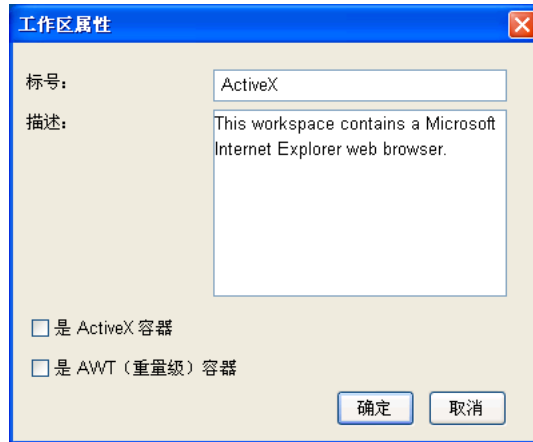 工作区属性
标号:
ActiveX
描述:
This workspace contains a Microsoft
Internet Explorer web browser.
是 ActiveX 容器
是 AWT（重量级）容器
确定
取消